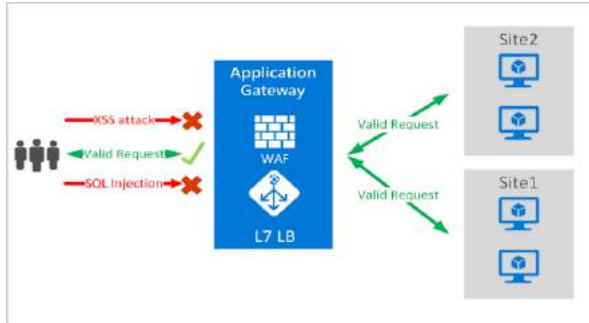 Application
Gateway
XSS attack
Valid Request
SQL Injection
WAF
L7 LB
Valid Request
Valid Request
Site2
Site1